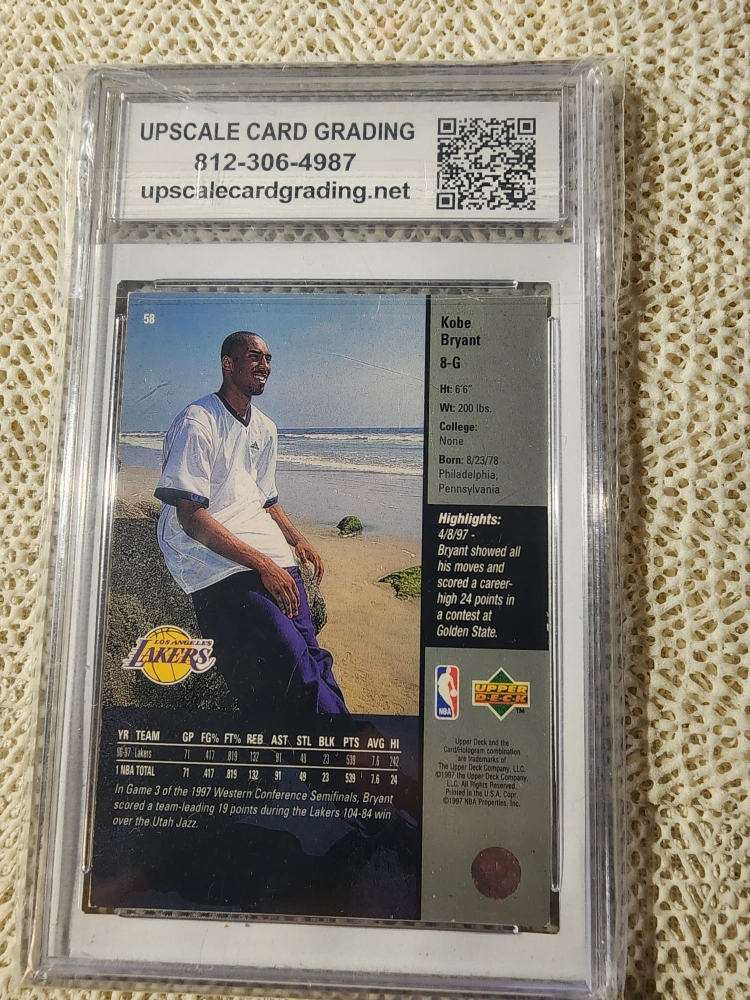 UPSCALE CARD GRADING
812-306-4987
upscalecardgrading.net
58
Kobe
Bryant
8-G
Ht: 6'6"
Wt: 200 lbs.
College:
None
Born: 8/23/78
Philadelphia,
Pennsylvania
Highlights:
4/8/97 -
Bryant showed all
his moves and
scored a career-
high 24 points in
a contest at
Golden State.
LOS ANGELES
LAKERS
NBA
UPPER
DECK
TM
YR TEAM GP FG% FT% REB AST STL BLK PTS AVG HI
96-97 Lakers 71 .417 .819 132 91 49 23 539 7.6 24
1 NBA TOTAL 71 .417 .819 132 91 49 23 539 7.6 24
In Game 3 of the 1997 Western Conference Semifinals, Bryant
scored a team-leading 19 points during the Lakers 104-84 win
over the Utah Jazz.
Upper Deck and the
Card/Hologram combination
are trademarks of
The Upper Deck Company, LLC.
©1997 the Upper Deck Company,
LLC. All Rights Reserved.
Printed in the U.S.A. Copr.
©1997 NBA Properties, Inc.